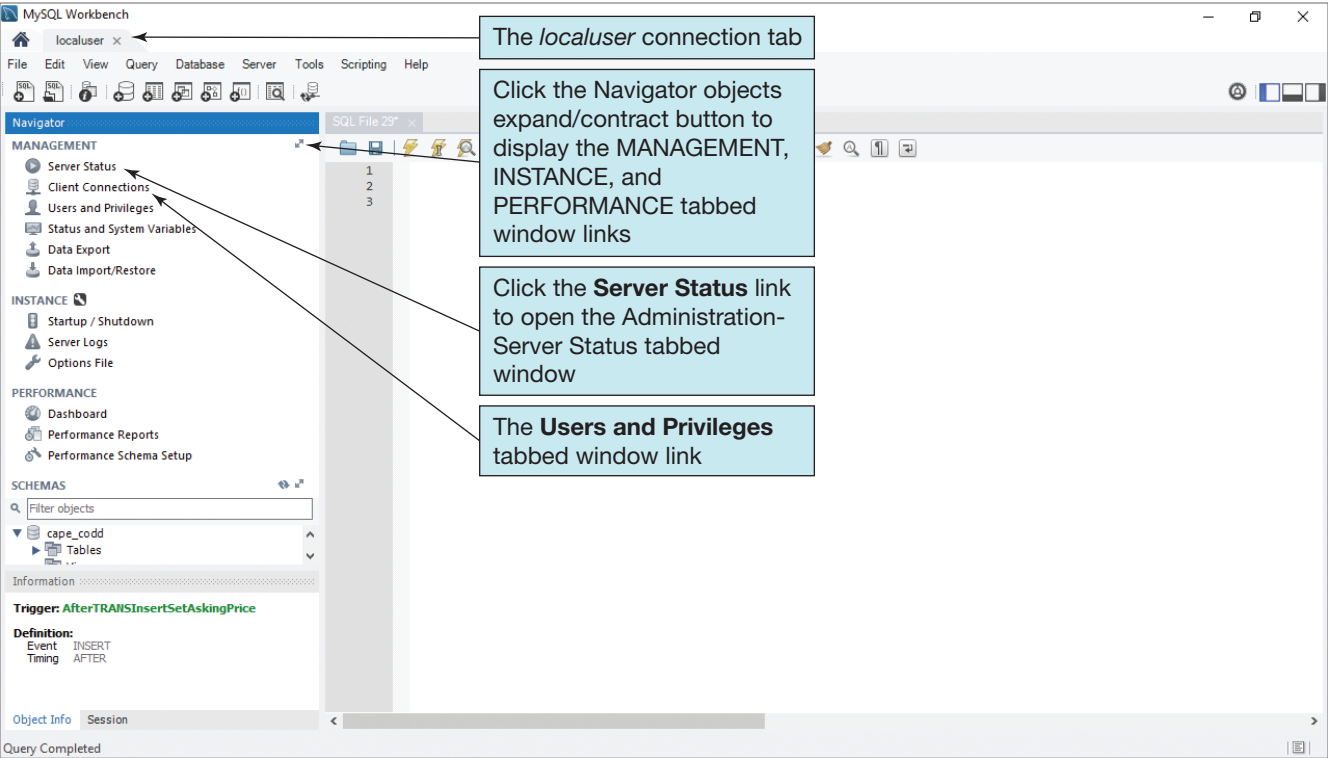 MySQL Workbench
localuser
File Edit View Query Database Server Tools Scripting Help
Navigator
MANAGEMENT
Server Status
Client Connections
Users and Privileges
Status and System Variables
Data Export
Data Import/Restore
INSTANCE
Startup / Shutdown
Server Logs
Options File
PERFORMANCE
Dashboard
Performance Reports
Performance Schema Setup
SCHEMAS
Filter objects
cape_codd
Tables
Information
Trigger: AfterTRANSInsertSetAskingPrice
Definition:
Event INSERT
Timing AFTER
Object Info Session
Query Completed
SQL File 29*
1
2
3
The localuser connection tab
Click the Navigator objects
expand/contract button to
display the MANAGEMENT,
INSTANCE, and
PERFORMANCE tabbed
window links
Click the Server Status link
to open the Administration-
Server Status tabbed
window
The Users and Privileges
tabbed window link